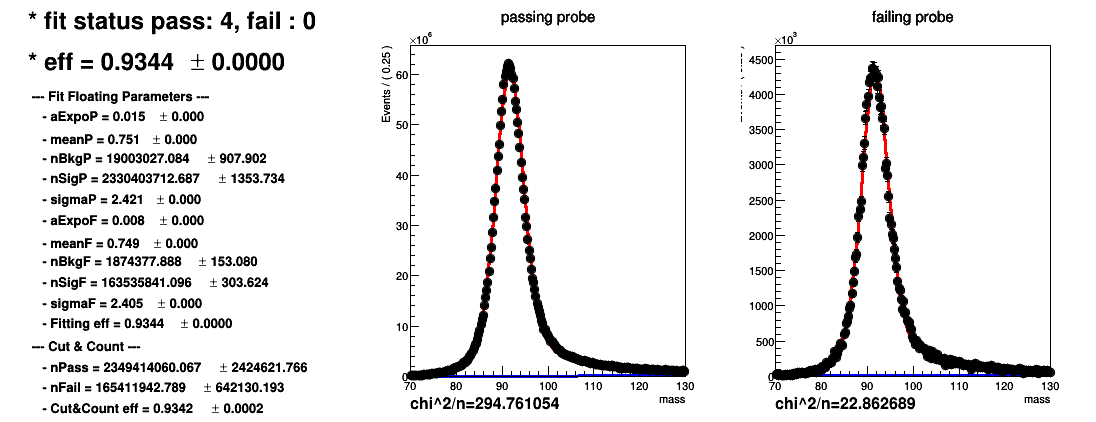 * fit status pass: 4, fail : 0
* eff = 0.9344 ± 0.0000
--- Fit Floating Parameters ---
- aExpoP = 0.015 ± 0.000
- meanP = 0.751 ± 0.000
- nBkgP = 19003027.084 ± 907.902
- nSigP = 2330403712.687 ± 1353.734
- sigmaP = 2.421 ± 0.000
- aExpoF = 0.008 ± 0.000
- meanF = 0.749 ± 0.000
- nBkgF = 1874377.888 ± 153.080
- nSigF = 163535841.096 ± 303.624
- sigmaF = 2.405 ± 0.000
- Fitting eff = 0.9344 ± 0.0000
--- Cut & Count ---
- nPass = 2349414060.067 ± 2424621.766
- nFail = 165411942.789 ± 642130.193
- Cut&Count eff = 0.9342 ± 0.0002
passing probe
×10^6
Events / ( 0.25 )
60
50
40
30
20
10
0
70 80 90 100 110 120 130
mass
chi^2/n=294.761054
failing probe
×10^3
4500
4000
3500
3000
2500
2000
1500
1000
500
0
70 80 90 100 110 120 130
mass
chi^2/n=22.862689